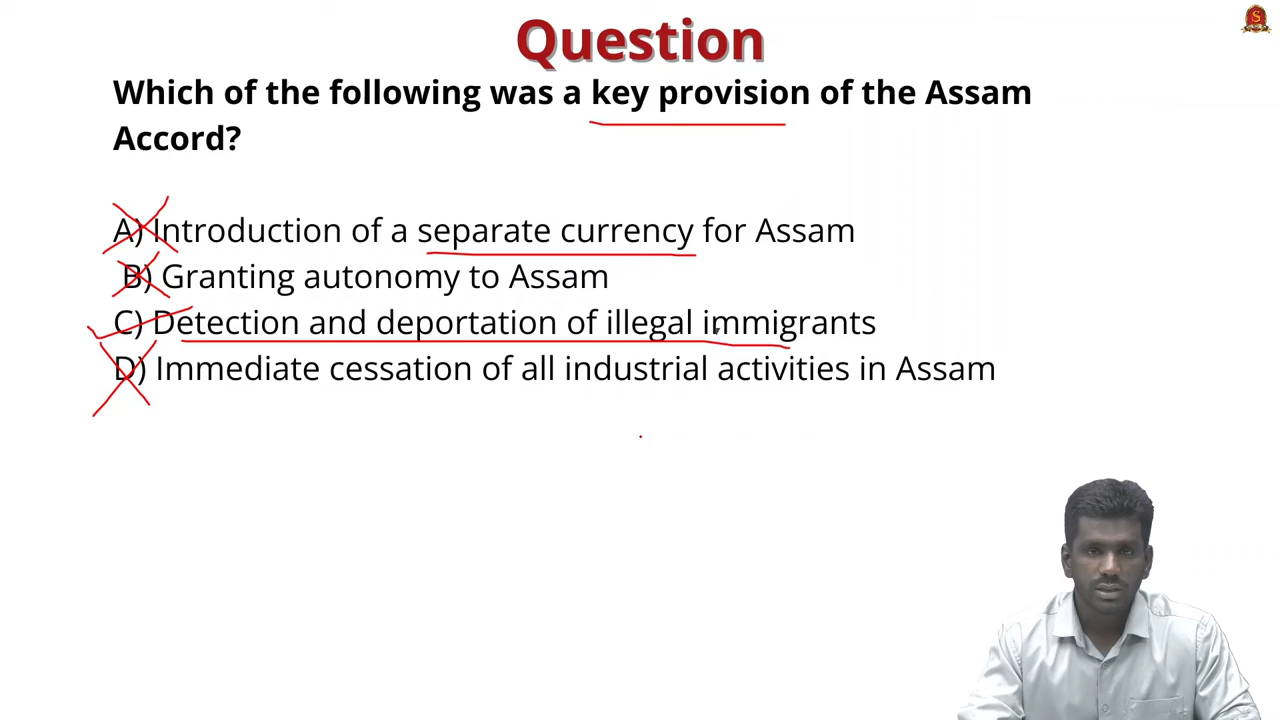 Question
Which of the following was a key provision of the Assam
Accord?
A) Introduction of a separate currency for Assam
B) Granting autonomy to Assam
C) Detection and deportation of illegal immigrants
D) Immediate cessation of all industrial activities in Assam
S